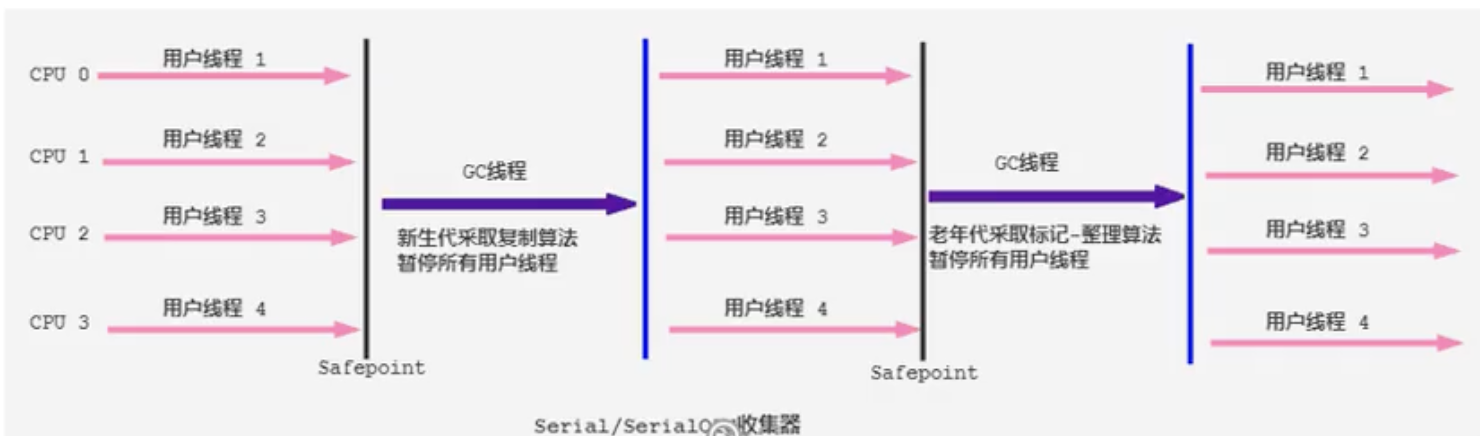 用户线程 1
用户线程 1
用户线程 1
CPU 0
用户线程 2
用户线程 2
用户线程 2
CPU 1
GC线程
GC线程
用户线程 3
用户线程 3
用户线程 3
CPU 2
新生代采取复制算法
暂停所有用户线程
老年代采取标记-整理算法
暂停所有用户线程
用户线程 4
用户线程 4
用户线程 4
CPU 3
Safepoint
Safepoint
Serial/收集器